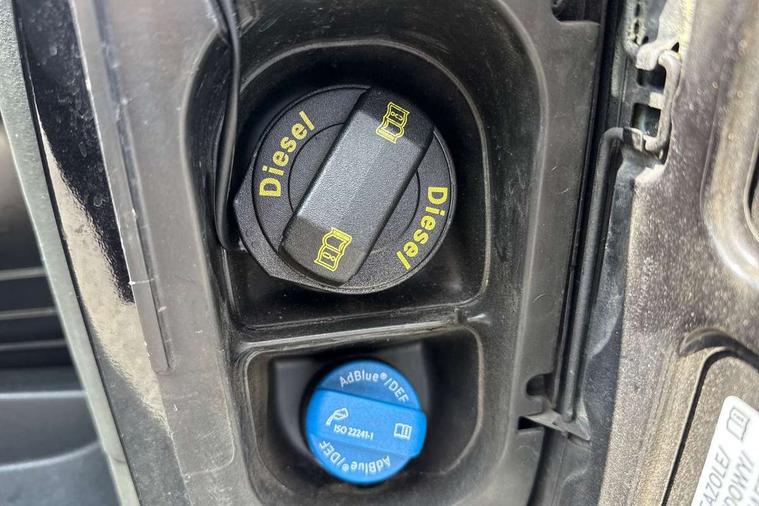 Diesel
Diesel
AdBlue®/DEF
ISO 22241-1
AdBlue®/DEF